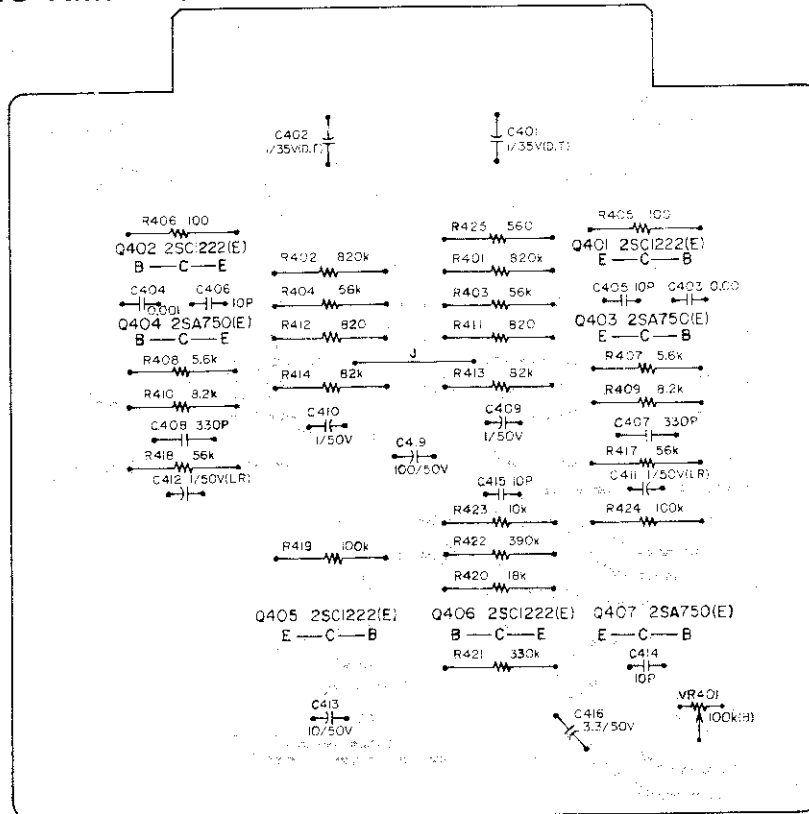 C402
1/35V(D.T)
C401
1/35V(D.T)
R406 100
Q402 2SC1222(E)
B — C — E
C404
0.001
C406
10P
Q404 2SA750(E)
B — C — E
R408 5.6k
R410 8.2k
C408 330P
R418 56k
C412 1/50V(LR)
R402 820k
R404 56k
R412 820
J
R414 82k
C410
1/50V
C4.9
100/50V
R419 100k
R425 560
R401 820k
R403 56k
R411 820
R413 82k
C409
1/50V
C415 10P
R423 10k
R422 390k
R420 18k
R405 100
Q401 2SC1222(E)
E — C — B
C405 10P
C403 0.00
Q403 2SA750(E)
E — C — B
R407 5.6k
R409 8.2k
C407 330P
R417 56k
C411 1/50V(LR)
R424 100k
Q405 2SC1222(E)
E — C — B
Q406 2SC1222(E)
B — C — E
Q407 2SA750(E)
E — C — B
R421 330k
C414
10P
C413
10/50V
C416
3.3/50V
VR401
100k(B)